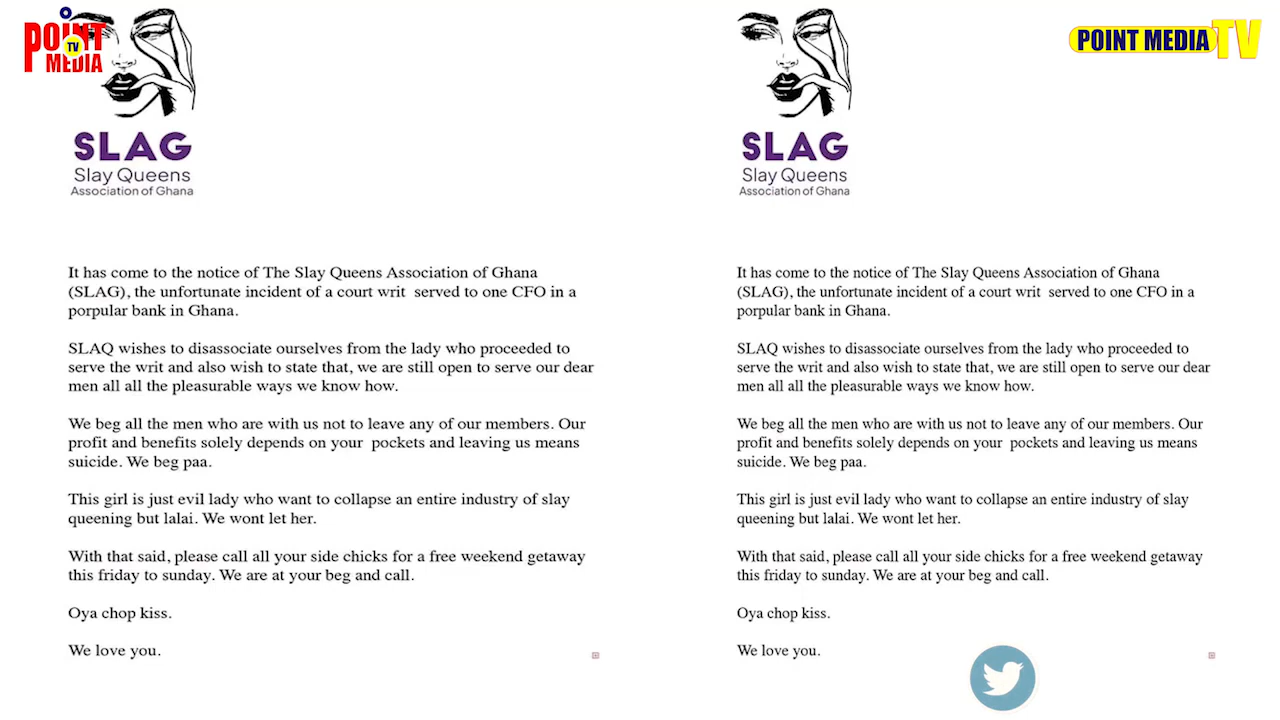 POINT
TV
MEDIA
POINT MEDIA TV
SLAG
Slay Queens
Association of Ghana
It has come to the notice of The Slay Queens Association of Ghana
(SLAG), the unfortunate incident of a court writ  served to one CFO in a
porpular bank in Ghana.
SLAQ wishes to disassociate ourselves from the lady who proceeded to
serve the writ and also wish to state that, we are still open to serve our dear
men all all the pleasurable ways we know how.
We beg all the men who are with us not to leave any of our members. Our
profit and benefits solely depends on your  pockets and leaving us means
suicide. We beg paa.
This girl is just evil lady who want to collapse an entire industry of slay
queening but lalai. We wont let her.
With that said, please call all your side chicks for a free weekend getaway
this friday to sunday. We are at your beg and call.
Oya chop kiss.
We love you.
SLAG
Slay Queens
Association of Ghana
It has come to the notice of The Slay Queens Association of Ghana
(SLAG), the unfortunate incident of a court writ  served to one CFO in a
porpular bank in Ghana.
SLAQ wishes to disassociate ourselves from the lady who proceeded to
serve the writ and also wish to state that, we are still open to serve our dear
men all all the pleasurable ways we know how.
We beg all the men who are with us not to leave any of our members. Our
profit and benefits solely depends on your  pockets and leaving us means
suicide. We beg paa.
This girl is just evil lady who want to collapse an entire industry of slay
queening but lalai. We wont let her.
With that said, please call all your side chicks for a free weekend getaway
this friday to sunday. We are at your beg and call.
Oya chop kiss.
We love you.